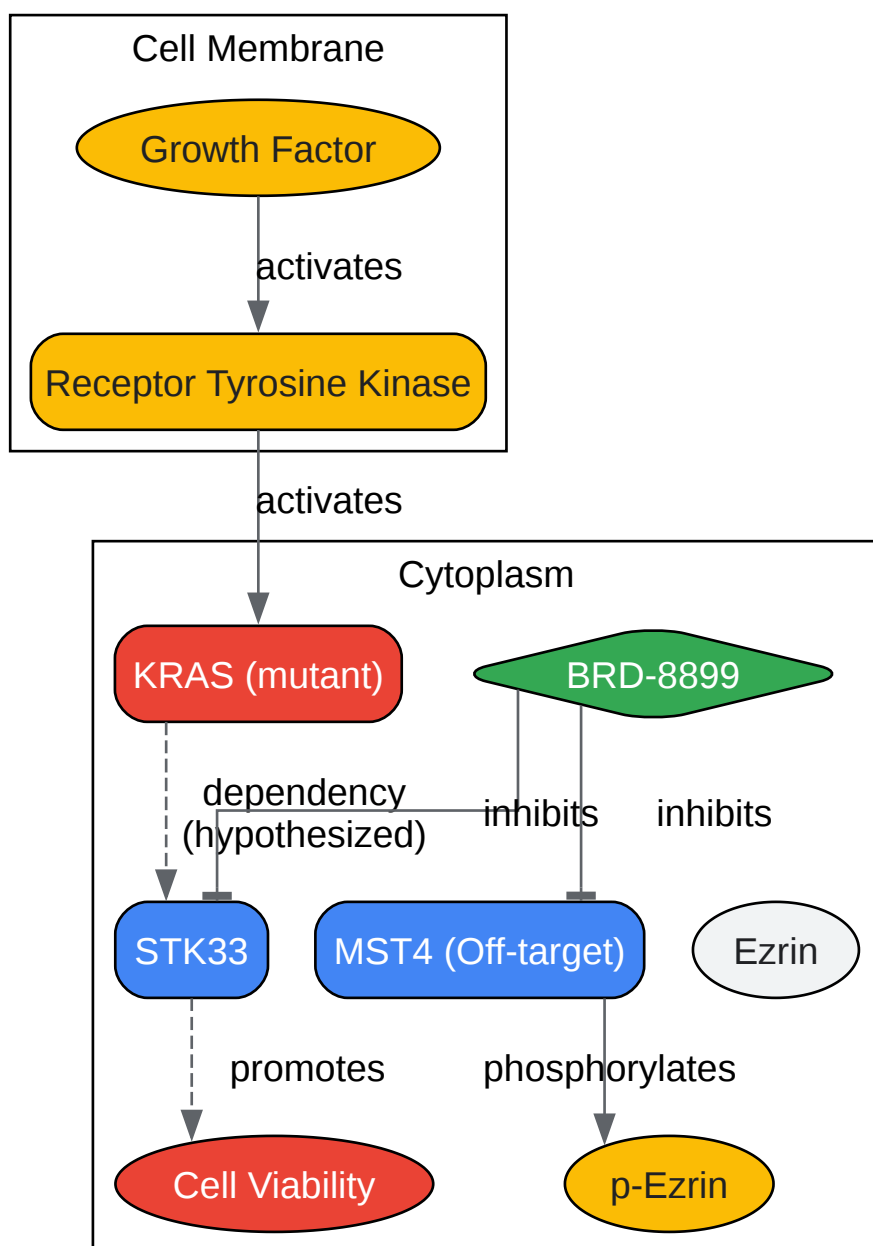 Cell Membrane
Growth Factor
activates
Receptor Tyrosine Kinase
activates
Cytoplasm
KRAS (mutant)
BRD-8899
dependency
(hypothesized)
inhibits
inhibits
STK33
MST4 (Off-target)
Ezrin
promotes
phosphorylates
Cell Viability
p-Ezrin